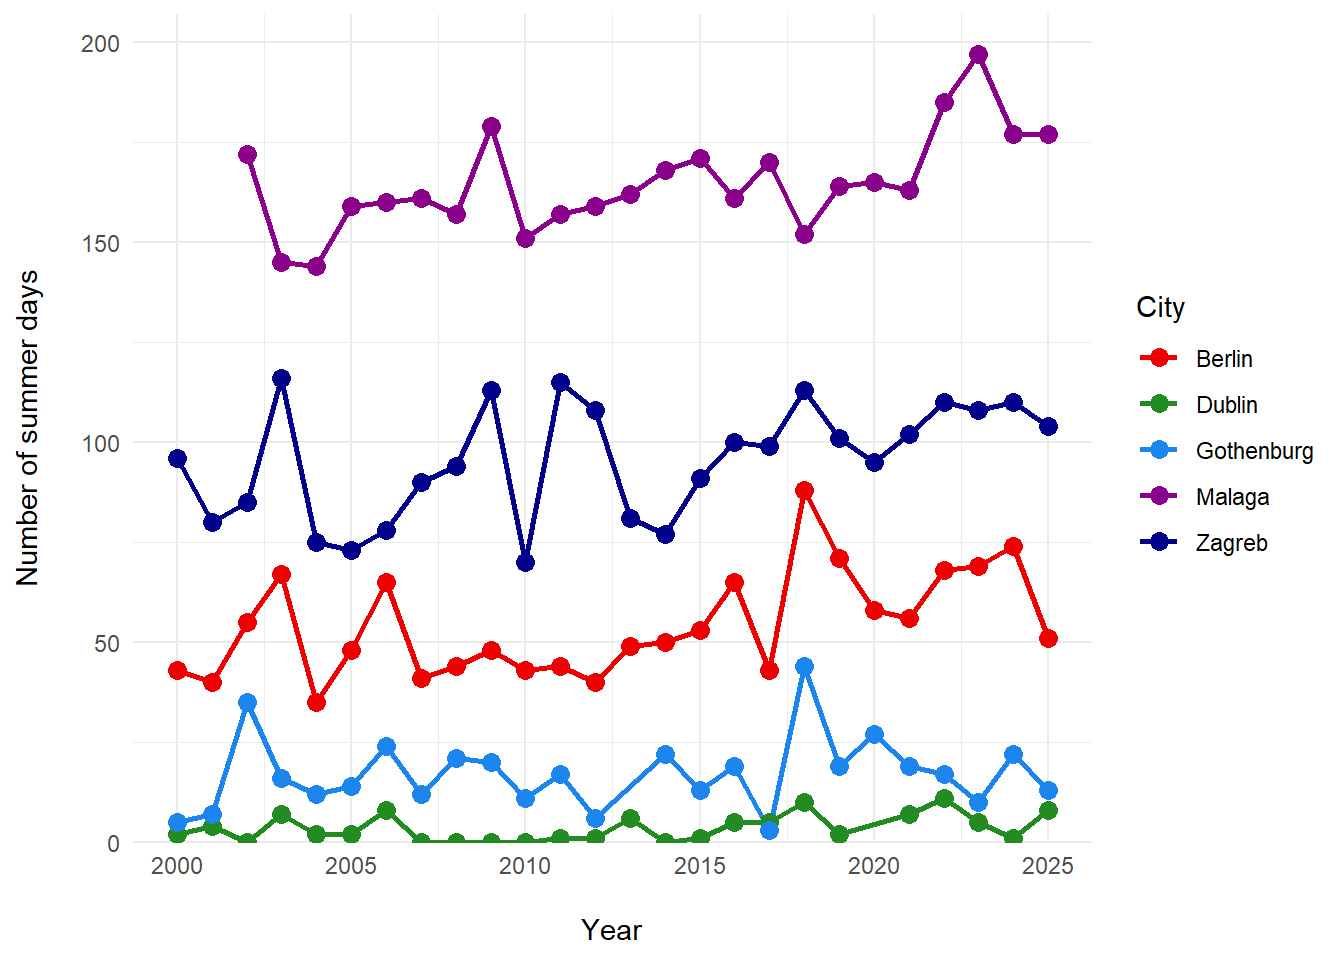 200
150
100
50
0
Number of summer days
2000 2005 2010 2015 2020 2025
Year
City
Berlin
Dublin
Gothenburg
Malaga
Zagreb